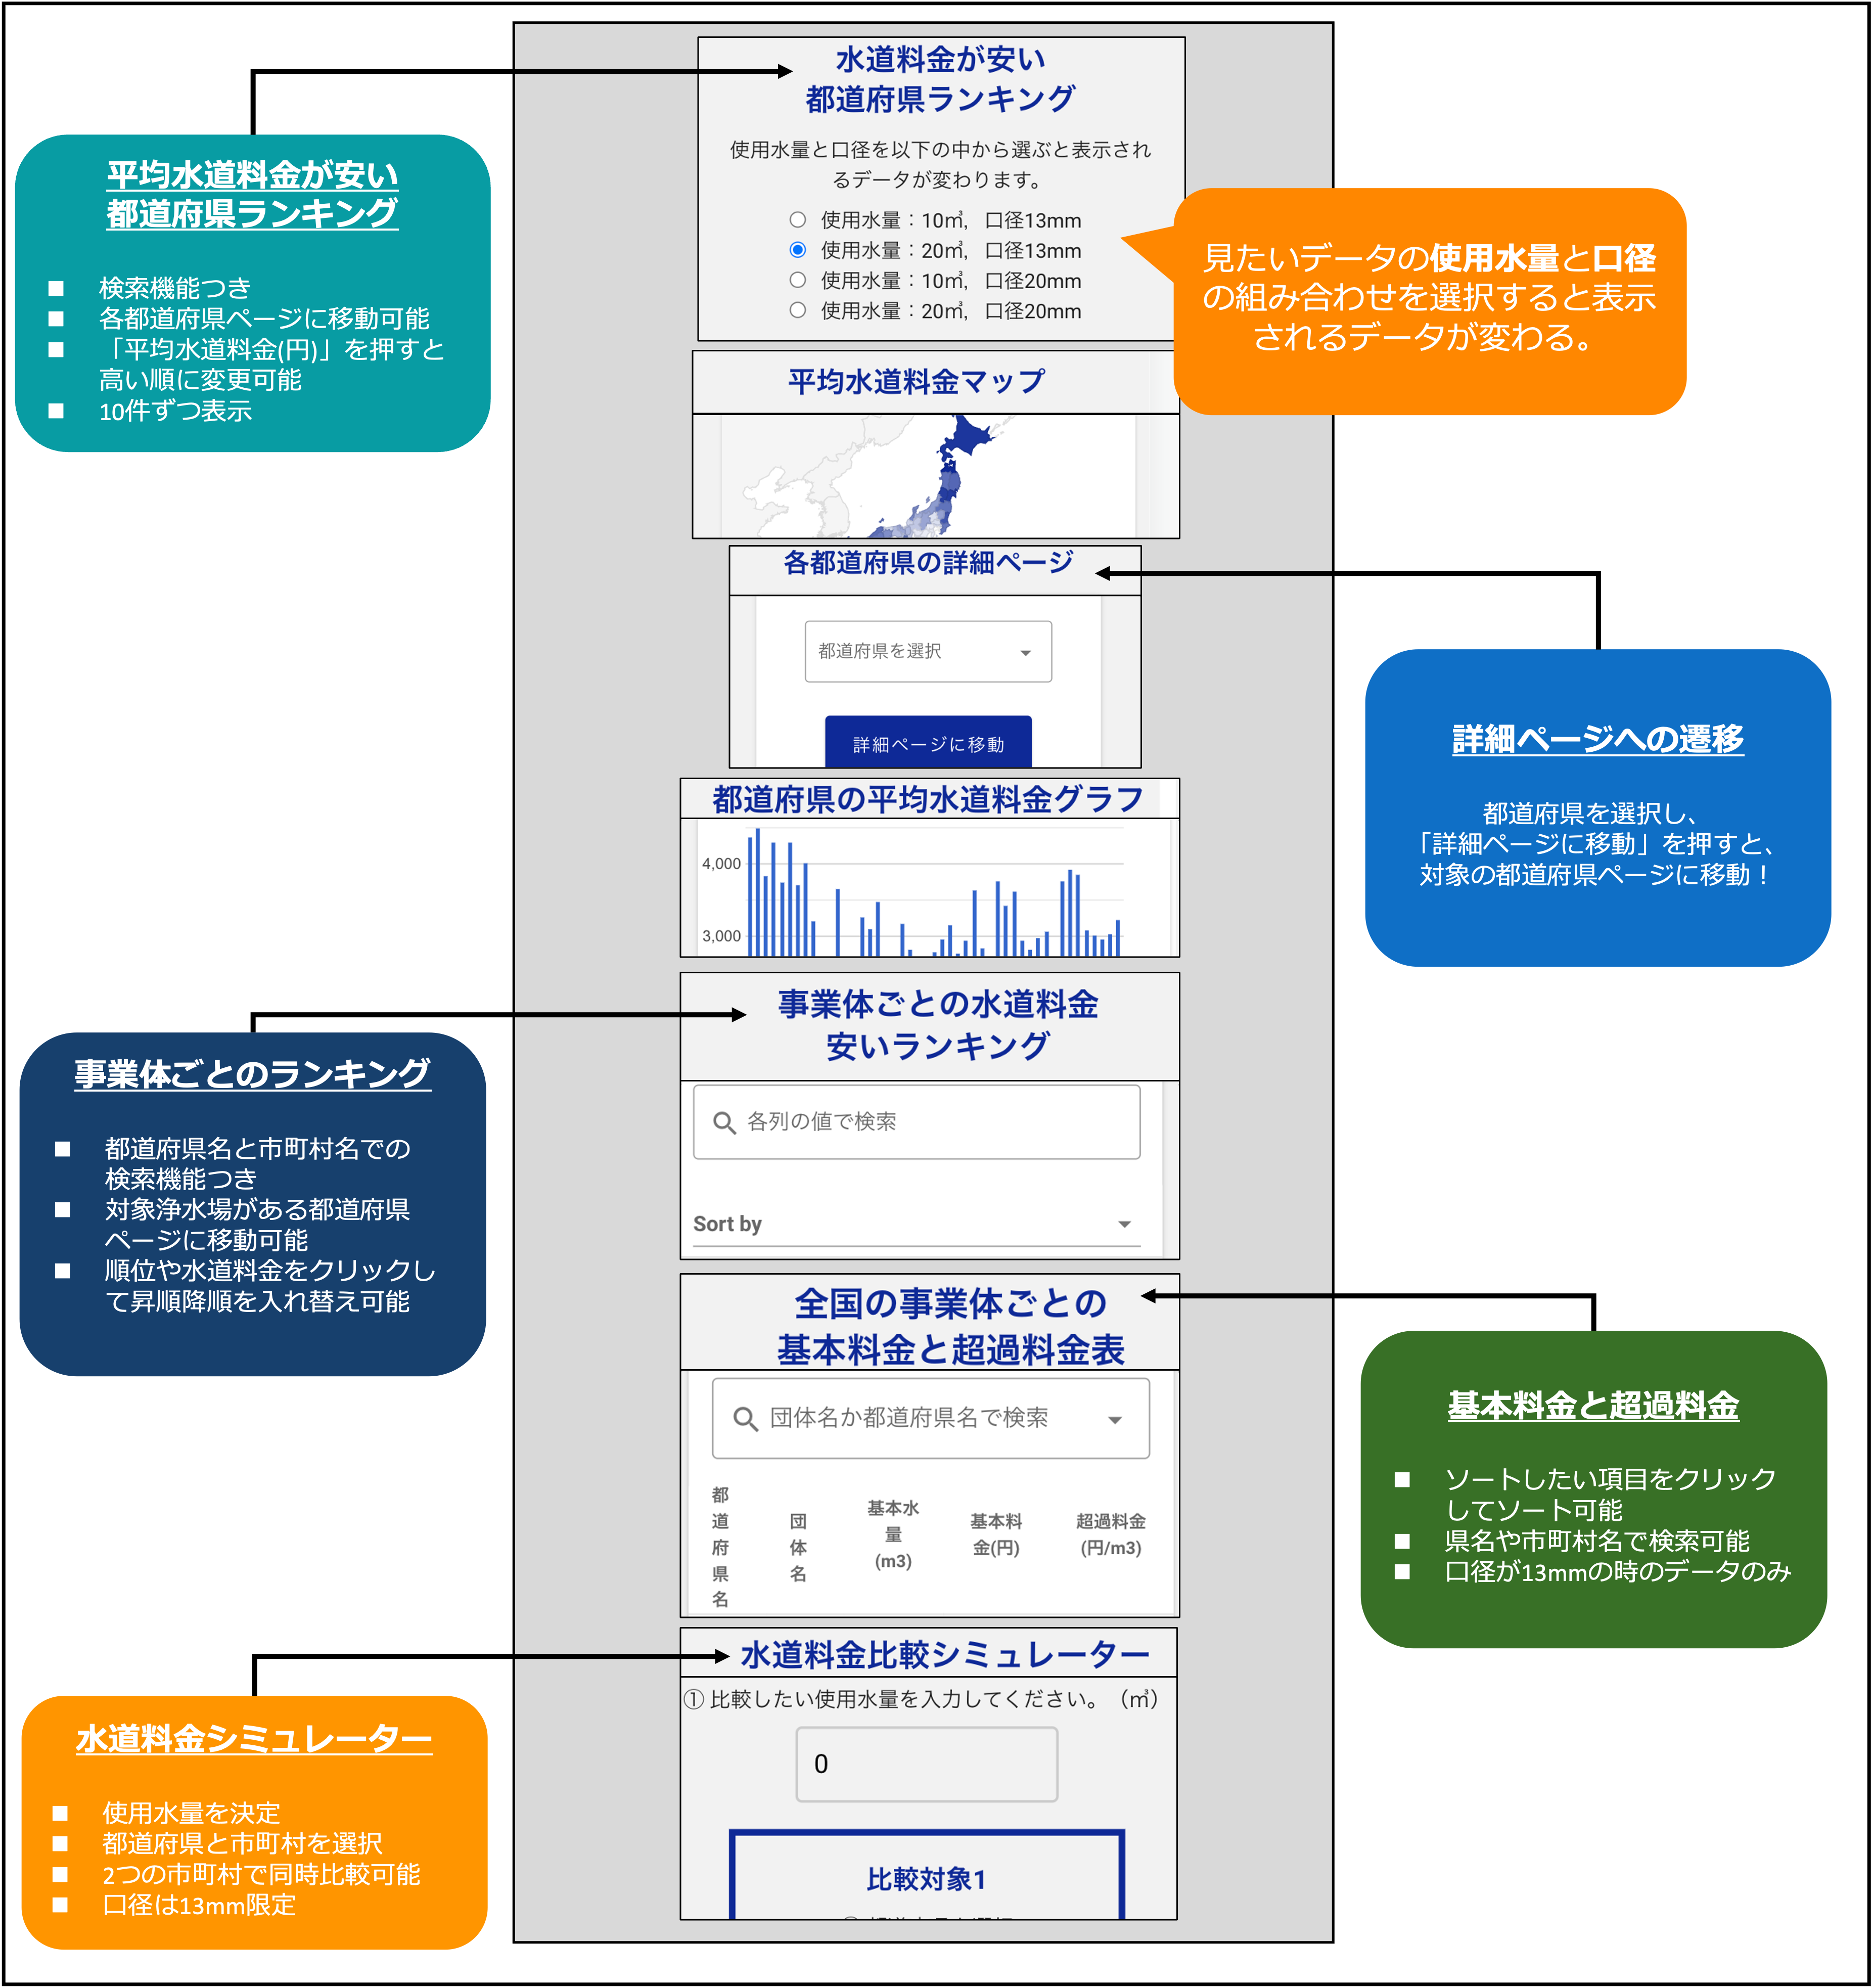 水道料金が安い
都道府県ランキング
使用水量と口径を以下の中から選ぶと表示され
るデータが変わります。
使用水量：10㎥, 口径13mm
使用水量：20㎥, 口径13mm
使用水量：10㎥, 口径20mm
使用水量：20㎥, 口径20mm
平均水道料金が安い
都道府県ランキング
■ 検索機能つき
■ 各都道府県ページに移動可能
■ 「平均水道料金(円)」を押すと
高い順に変更可能
■ 10件ずつ表示
見たいデータの使用水量と口径
の組み合わせを選択すると表示
されるデータが変わる。
平均水道料金マップ
各都道府県の詳細ページ
都道府県を選択
詳細ページに移動
詳細ページへの遷移
都道府県を選択し、
「詳細ページに移動」を押すと、
対象の都道府県ページに移動！
都道府県の平均水道料金グラフ
4,000
3,000
事業体ごとの水道料金
安いランキング
各列の値で検索
Sort by
事業体ごとのランキング
■ 都道府県名と市町村名での
検索機能つき
■ 対象浄水場がある都道府県
ページに移動可能
■ 順位や水道料金をクリックし
て昇順降順を入れ替え可能
全国の事業体ごとの
基本料金と超過料金表
団体名か都道府県名で検索
都道府県名
団体名
基本水量(m3)
基本料金(円)
超過料金(円/m3)
基本料金と超過料金
■ ソートしたい項目をクリック
してソート可能
■ 県名や市町村名で検索可能
■ 口径が13mmの時のデータのみ
水道料金比較シミュレーター
① 比較したい使用水量を入力してください。（㎥）
0
比較対象1
水道料金シミュレーター
■ 使用水量を決定
■ 都道府県と市町村を選択
■ 2つの市町村で同時比較可能
■ 口径は13mm限定